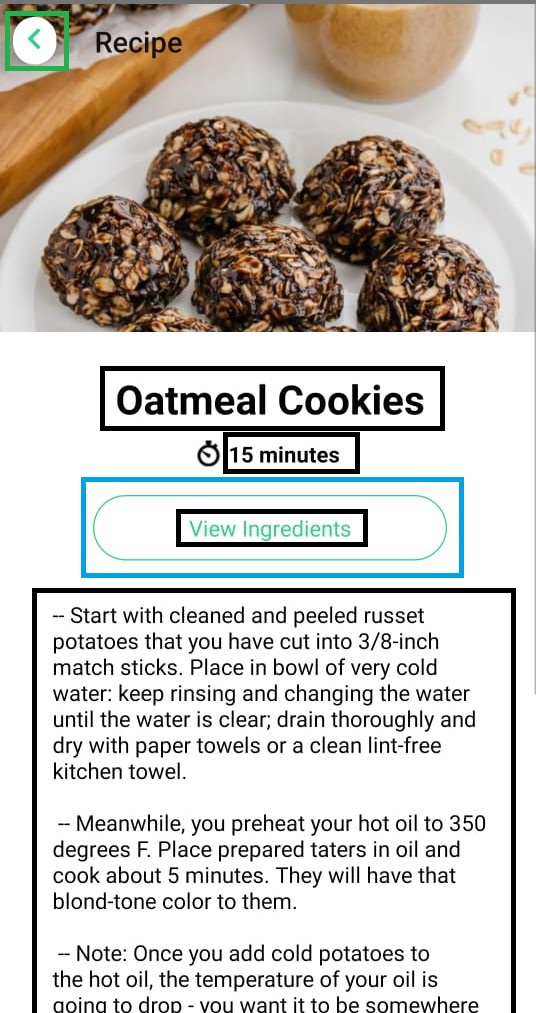 Recipe
Oatmeal Cookies
15 minutes
View Ingredients
-- Start with cleaned and peeled russet
potatoes that you have cut into 3/8-inch
match sticks. Place in bowl of very cold
water: keep rinsing and changing the water
until the water is clear; drain thoroughly and
dry with paper towels or a clean lint-free
kitchen towel.
-- Meanwhile, you preheat your hot oil to 350
degrees F. Place prepared taters in oil and
cook about 5 minutes. They will have that
blond-tone color to them.
-- Note: Once you add cold potatoes to
the hot oil, the temperature of your oil is
going to drop - you want it to be somewhere